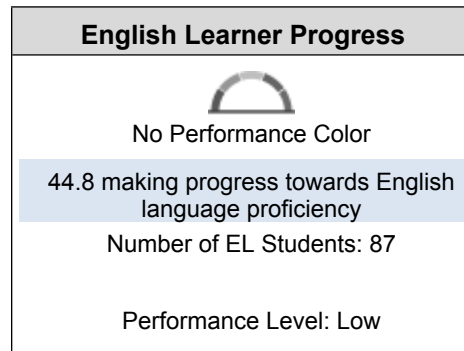 English Learner Progress
No Performance Color
44.8 making progress towards English
language proficiency
Number of EL Students: 87
Performance Level: Low